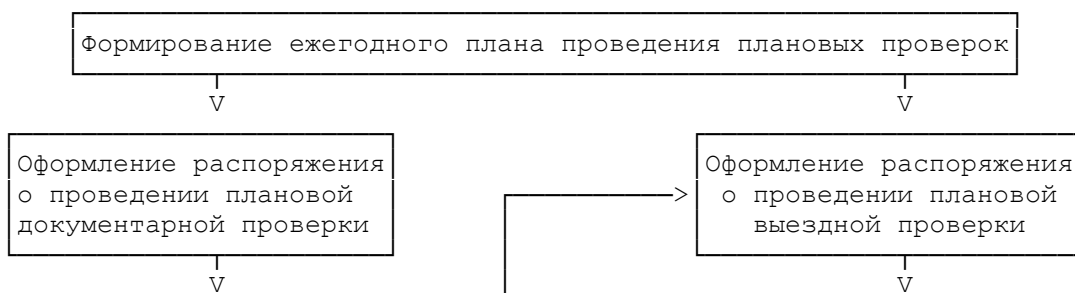 Формирование ежегодного плана проведения плановых проверок
V
V
Оформление распоряжения
о проведении плановой
документарной проверки
V
>
Оформление распоряжения
о проведении плановой
выездной проверки
V